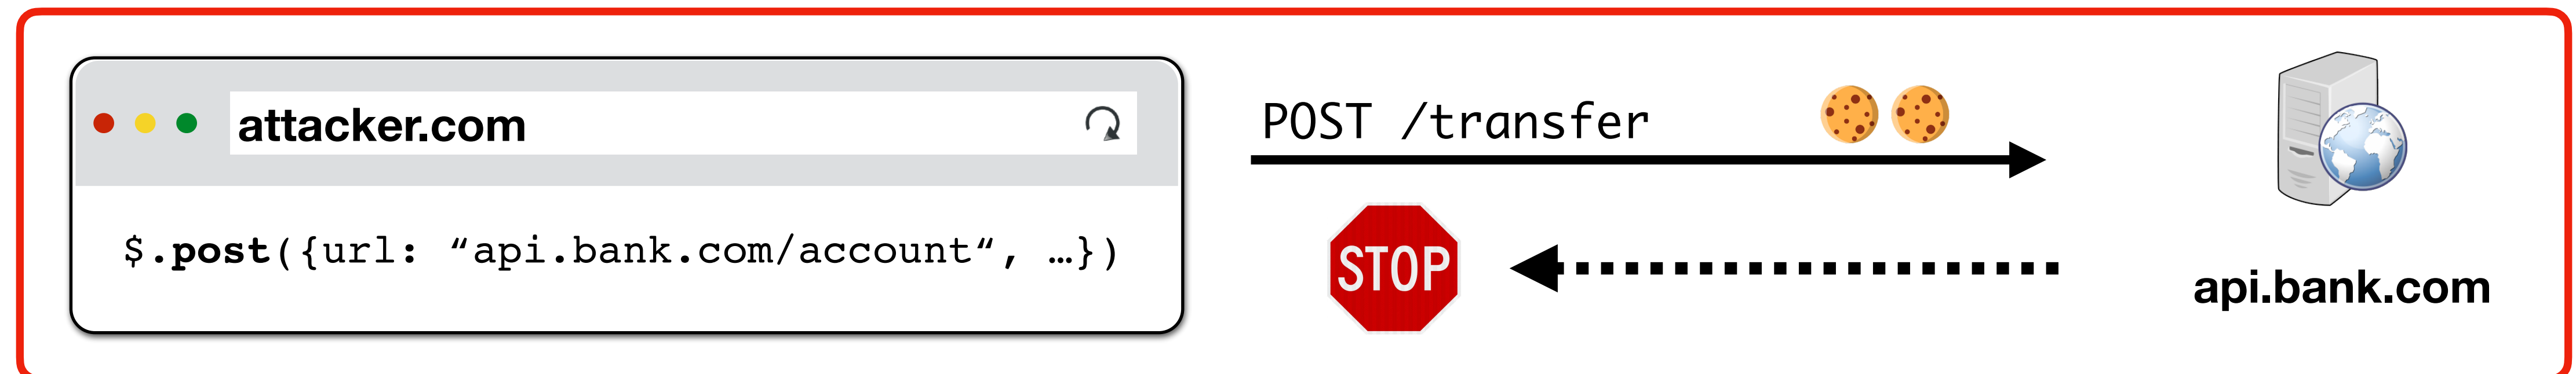 attacker.com
$.post({url: “api.bank.com/account“, …})
POST /transfer
STOP
api.bank.com